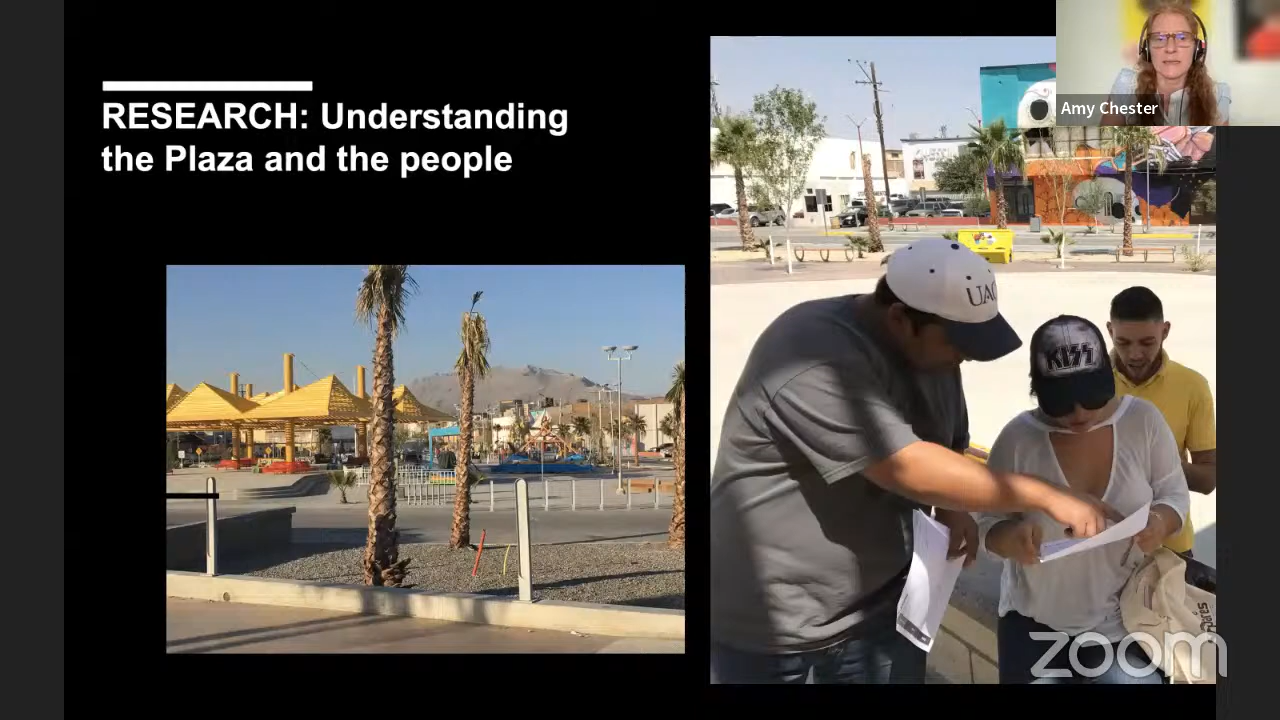 RESEARCH: Understanding
the Plaza and the people
Amy Chester
UAC
KISS
zoom